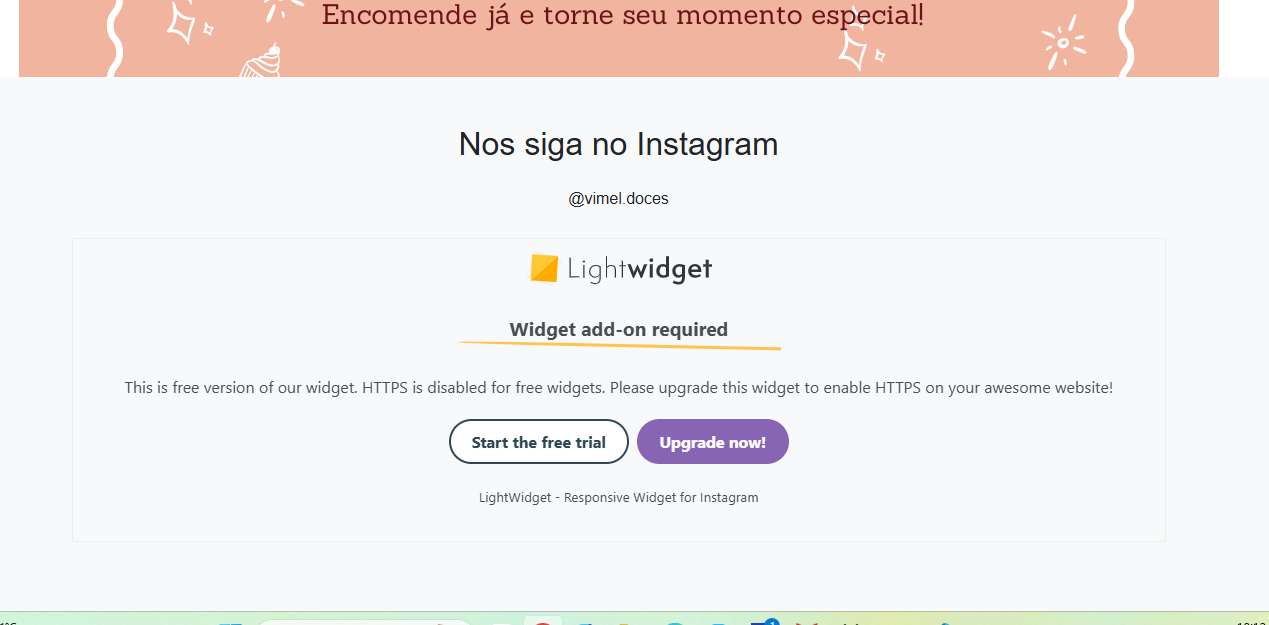 Encomende já e torne seu momento especial!
Nos siga no Instagram
@vimel.doces
Lightwidget
Widget add-on required
This is free version of our widget. HTTPS is disabled for free widgets. Please upgrade this widget to enable HTTPS on your awesome website!
Start the free trial Upgrade now!
LightWidget - Responsive Widget for Instagram